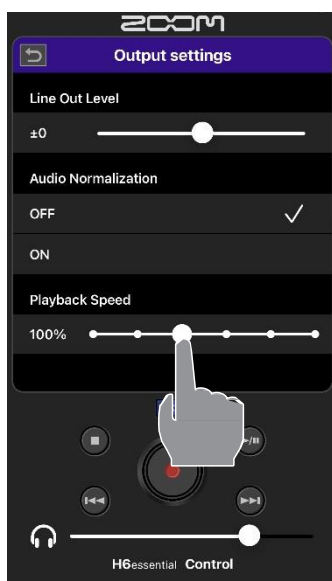 ZOOM
Output settings
Line Out Level
±0
Audio Normalization
OFF
ON
Playback Speed
100%
H6essential Control